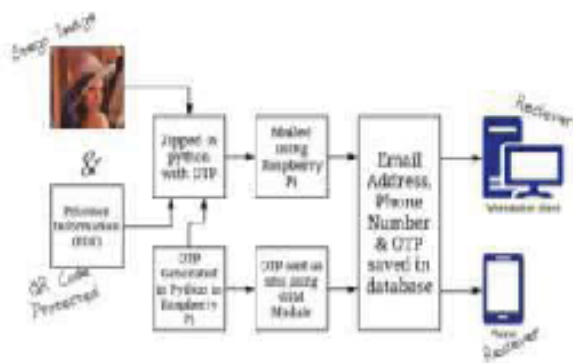 Image
&
Zipped in
python
with OTP
Mailed
using
Raspberry
Pi
Email
Address,
Phone
Number
& OTP
saved in
database
Reciever
Information
(PDF)
QR Code
Protected
OTP
Generated
in Python in
Raspberry
Pi
OTP sent as
sms using
GSM
Module
Phone
Reciever